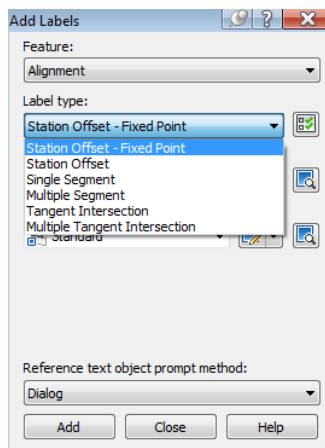 Add Labels
Feature:
Alignment
Label type:
Station Offset - Fixed Point
Station Offset - Fixed Point
Station Offset
Single Segment
Multiple Segment
Tangent Intersection
Multiple Tangent Intersection
Standard
Reference text object prompt method:
Dialog
Add Close Help